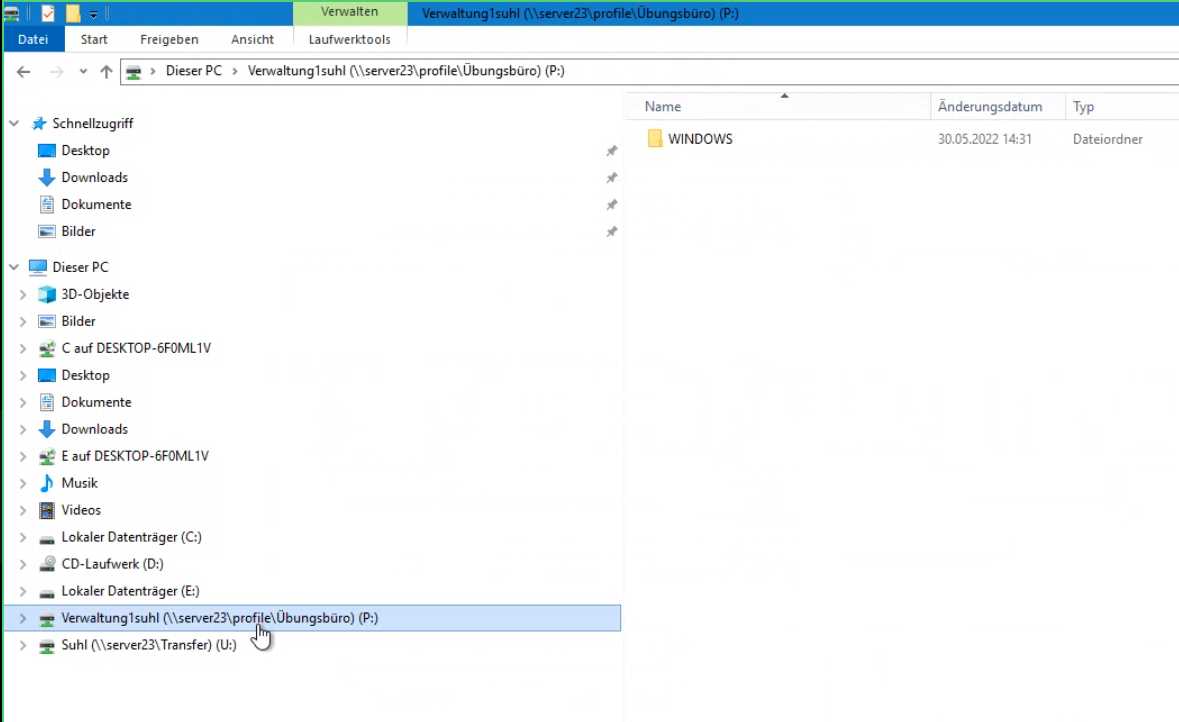 Verwalten Verwaltung1suhl (\\server23\profile\Übungsbüro) (P:)
Datei Start Freigeben Ansicht Laufwerktools
Dieser PC Verwaltung1suhl (\\server23\profile\Übungsbüro) (P:)
Name Änderungsdatum Typ
WINDOWS 30.05.2022 14:31 Dateiordner
Schnellzugriff
Desktop
Downloads
Dokumente
Bilder
Dieser PC
3D-Objekte
Bilder
C auf DESKTOP-6F0ML1V
Desktop
Dokumente
Downloads
E auf DESKTOP-6F0ML1V
Musik
Videos
Lokaler Datenträger (C:)
CD-Laufwerk (D:)
Lokaler Datenträger (E:)
Verwaltung1suhl (\\server23\profile\Übungsbüro) (P:)
Suhl (\\server23\Transfer) (U:)